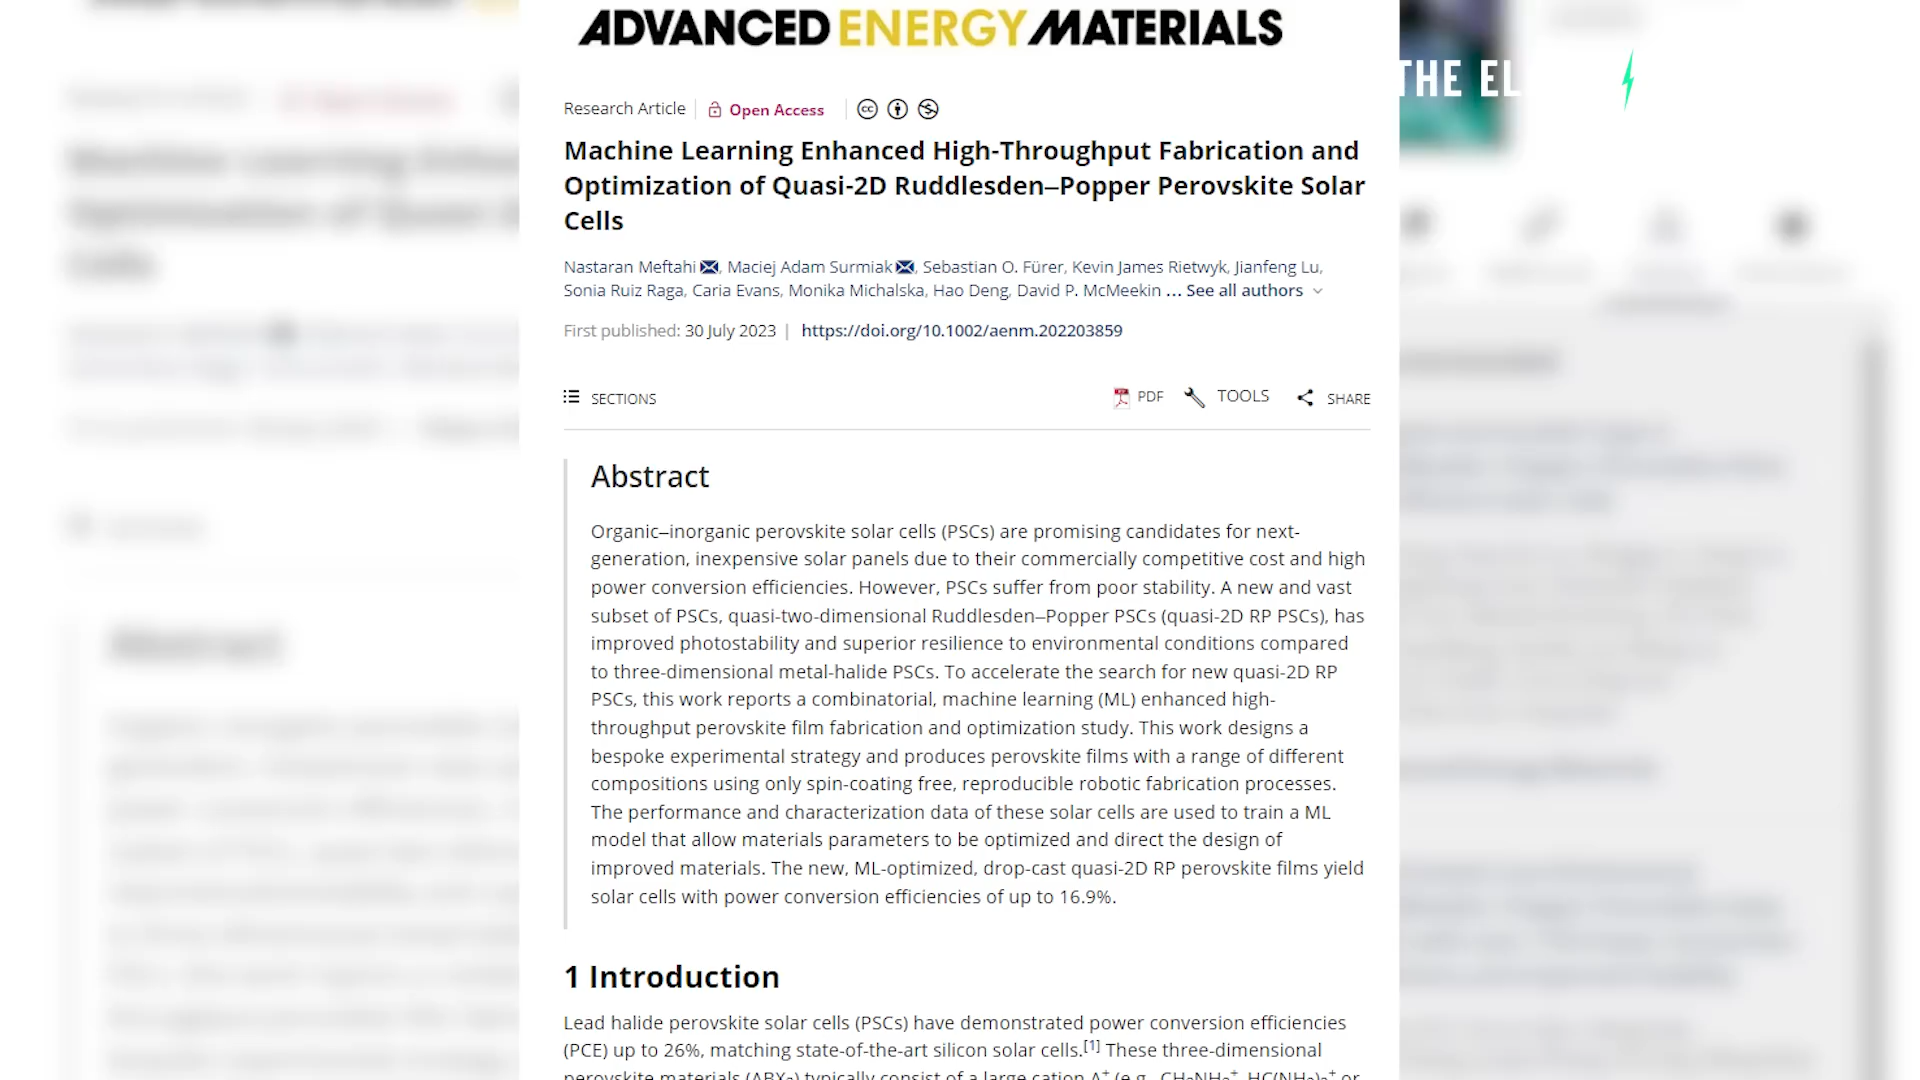 ADVANCED ENERGY MATERIALS
THE EL
Research Article
Open Access
Machine Learning Enhanced High-Throughput Fabrication and
Optimization of Quasi-2D Ruddlesden–Popper Perovskite Solar
Cells
Nastaran Meftahi, Maciej Adam Surmiak, Sebastian O. Fürer, Kevin James Rietwyk, Jianfeng Lu,
Sonia Ruiz Raga, Caria Evans, Monika Michalska, Hao Deng, David P. McMeekin ... See all authors
First published: 30 July 2023 | https://doi.org/10.1002/aenm.202203859
SECTIONS
PDF
TOOLS
SHARE
Abstract
Organic–inorganic perovskite solar cells (PSCs) are promising candidates for next-
generation, inexpensive solar panels due to their commercially competitive cost and high
power conversion efficiencies. However, PSCs suffer from poor stability. A new and vast
subset of PSCs, quasi-two-dimensional Ruddlesden–Popper PSCs (quasi-2D RP PSCs), has
improved photostability and superior resilience to environmental conditions compared
to three-dimensional metal-halide PSCs. To accelerate the search for new quasi-2D RP
PSCs, this work reports a combinatorial, machine learning (ML) enhanced high-
throughput perovskite film fabrication and optimization study. This work designs a
bespoke experimental strategy and produces perovskite films with a range of different
compositions using only spin-coating free, reproducible robotic fabrication processes.
The performance and characterization data of these solar cells are used to train a ML
model that allow materials parameters to be optimized and direct the design of
improved materials. The new, ML-optimized, drop-cast quasi-2D RP perovskite films yield
solar cells with power conversion efficiencies of up to 16.9%.
1 Introduction
Lead halide perovskite solar cells (PSCs) have demonstrated power conversion efficiencies
(PCE) up to 26%, matching state-of-the-art silicon solar cells.[1] These three-dimensional
perovskite materials (ABX₃) typically consist of a large cation A⁺ (e.g., CH₃NH₃⁺, HC(NH₂)₂⁺ or